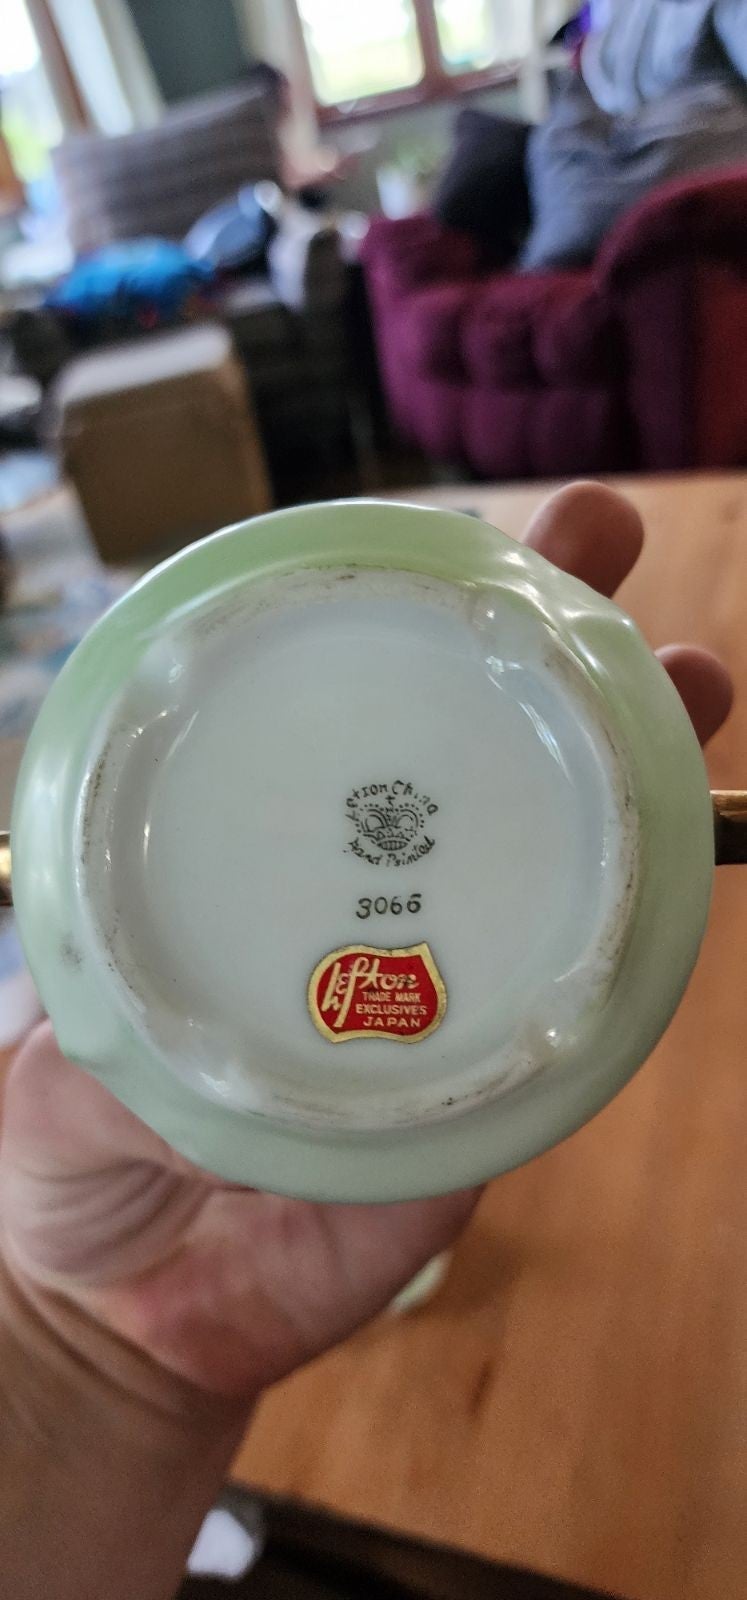 Lefton China
Hand Painted
3066
Lefton
TRADE MARK
EXCLUSIVES
JAPAN